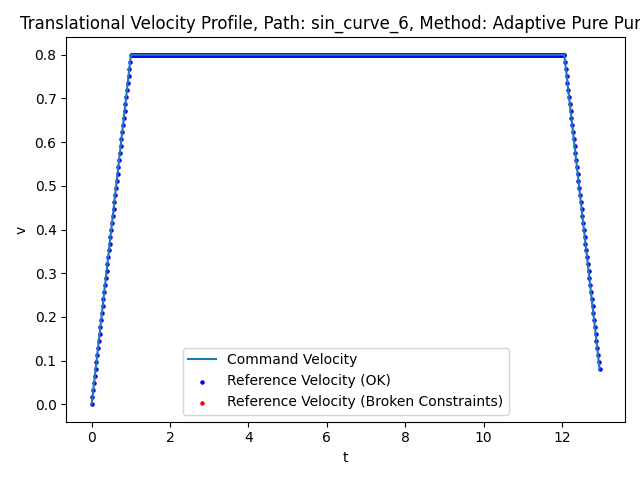 Translational Velocity Profile, Path: sin_curve_6, Method: Adaptive Pure
0.8
0.7
0.6
0.5
0.4
0.3
0.2
0.1
0.0
v
Command Velocity
Reference Velocity (OK)
Reference Velocity (Broken Constraints)
0 2 4 6 8 10 12
t